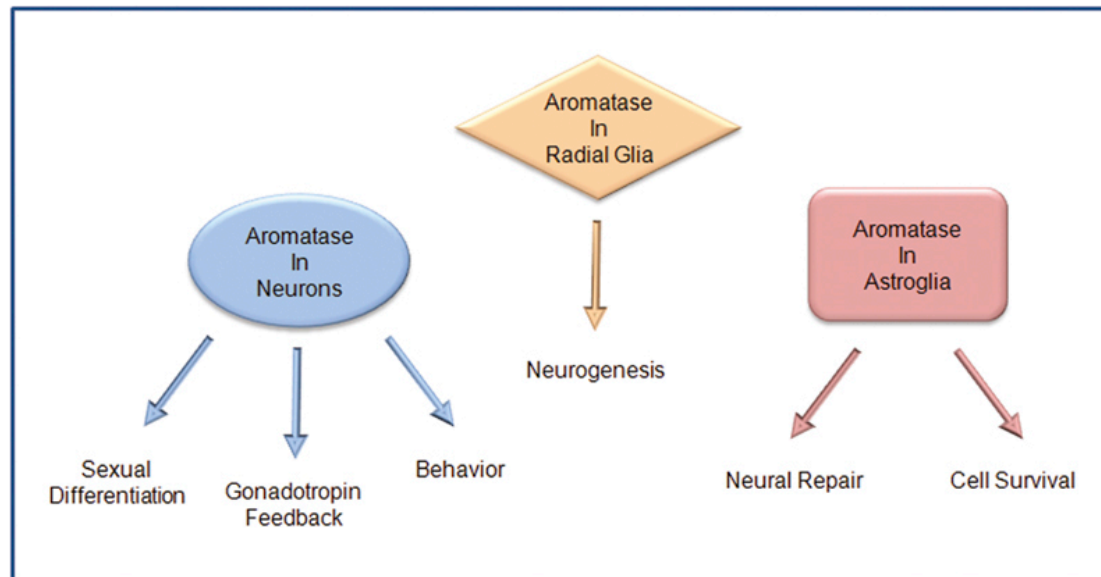 Aromatase
In
Radial Glia
Aromatase
In
Neurons
Aromatase
In
Astroglia
Neurogenesis
Sexual
Differentiation
Gonadotropin
Feedback
Behavior
Neural Repair
Cell Survival